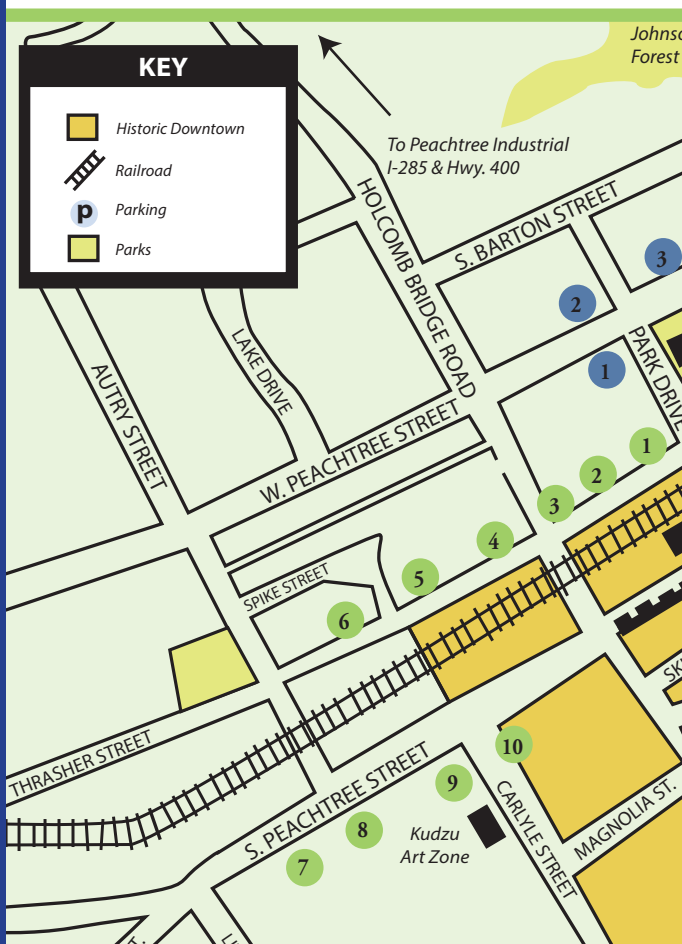 KEY
Historic Downtown
Railroad
p Parking
Parks
To Peachtree Industrial
I-285 & Hwy. 400
Forest
HOLCOMB BRIDGE ROAD
S. BARTON STREET
3
2
1
PARK DRIVE
LAKE DRIVE
AUTRY STREET
W. PEACHTREE STREET
1
2
3
4
5
SPIKE STREET
6
THRASHER STREET
S. PEACHTREE STREET
10
9
8
7
Kudzu
Art Zone
CARLYLE STREET
MAGNOLIA ST.